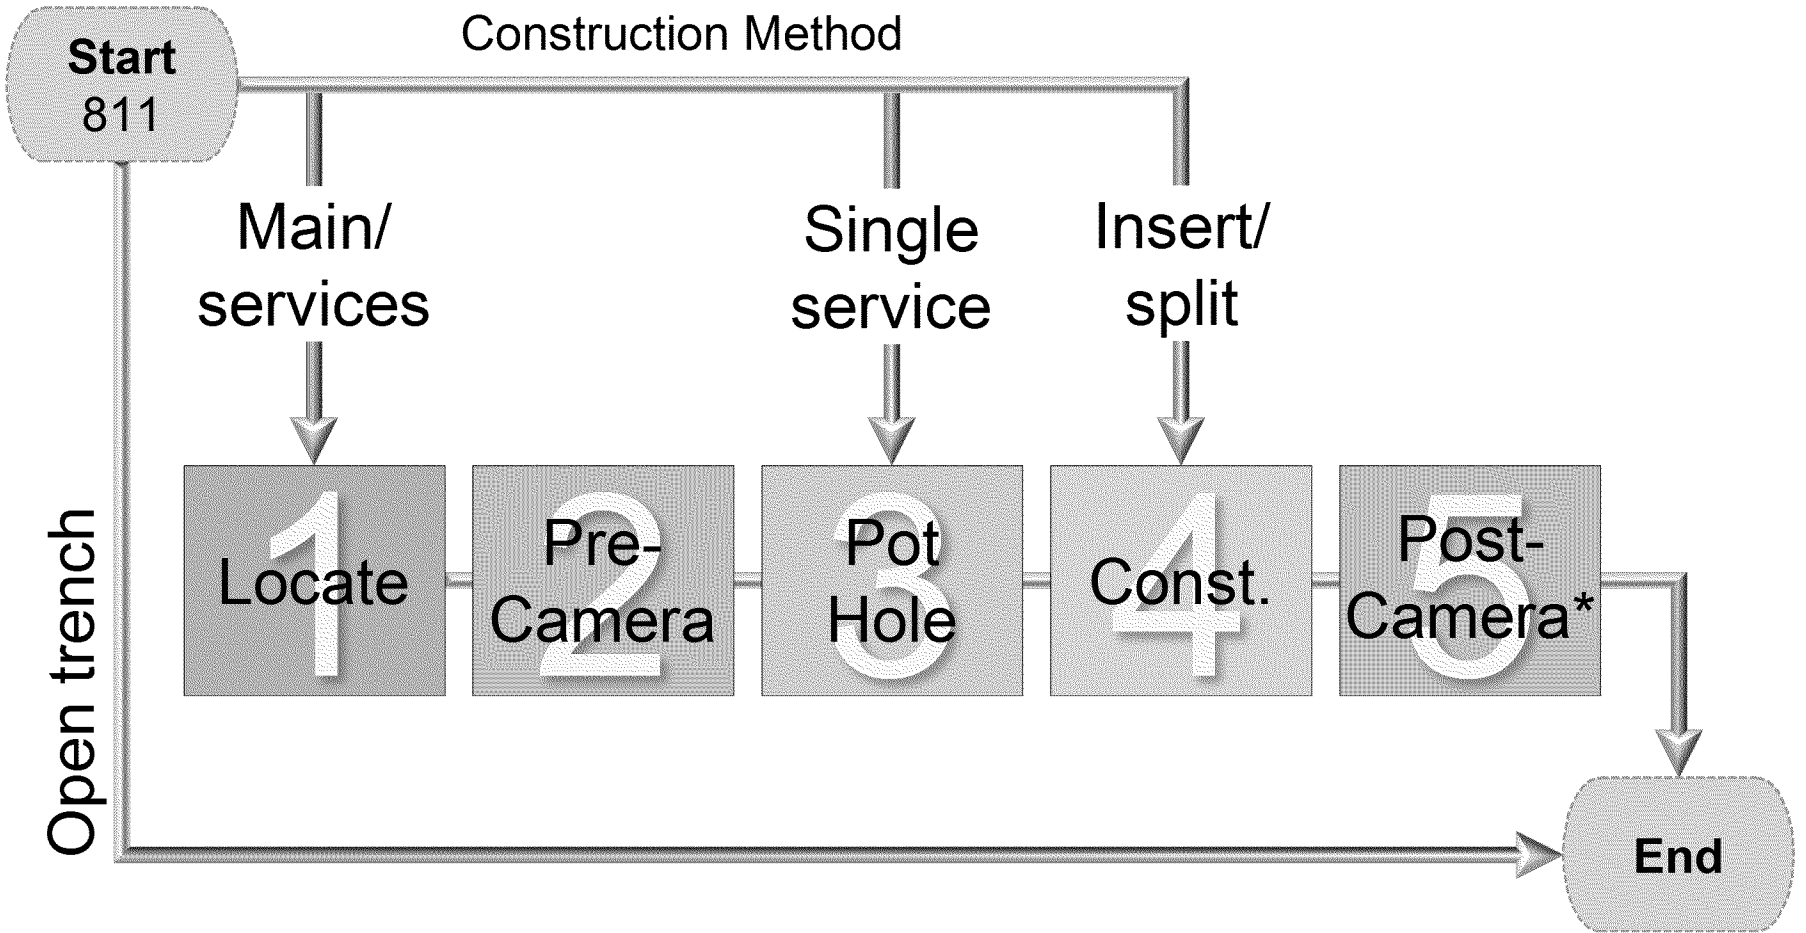 Start
811
Construction Method
Main/
services
Single
service
Insert/
split
Open trench
1
Locate
2
Pre-
Camera
3
Pot
Hole
4
Const.
5
Post-
Camera*
End